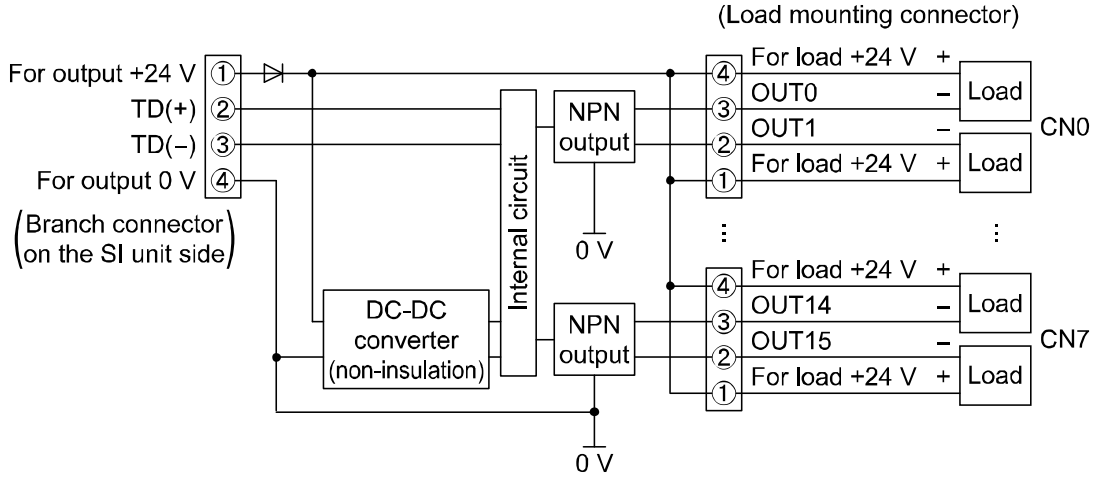 (Load mounting connector)
For output +24 V ①
TD(+) ②
TD(−) ③
For output 0 V ④
(Branch connector
on the SI unit side)
Internal circuit
DC-DC
converter
(non-insulation)
NPN
output
0 V
NPN
output
0 V
④ For load +24 V +
③ OUT0 −
Load
② OUT1 −
① For load +24 V +
Load
CN0
⋮ ⋮
④ For load +24 V +
③ OUT14 −
Load
② OUT15 −
① For load +24 V +
Load
CN7